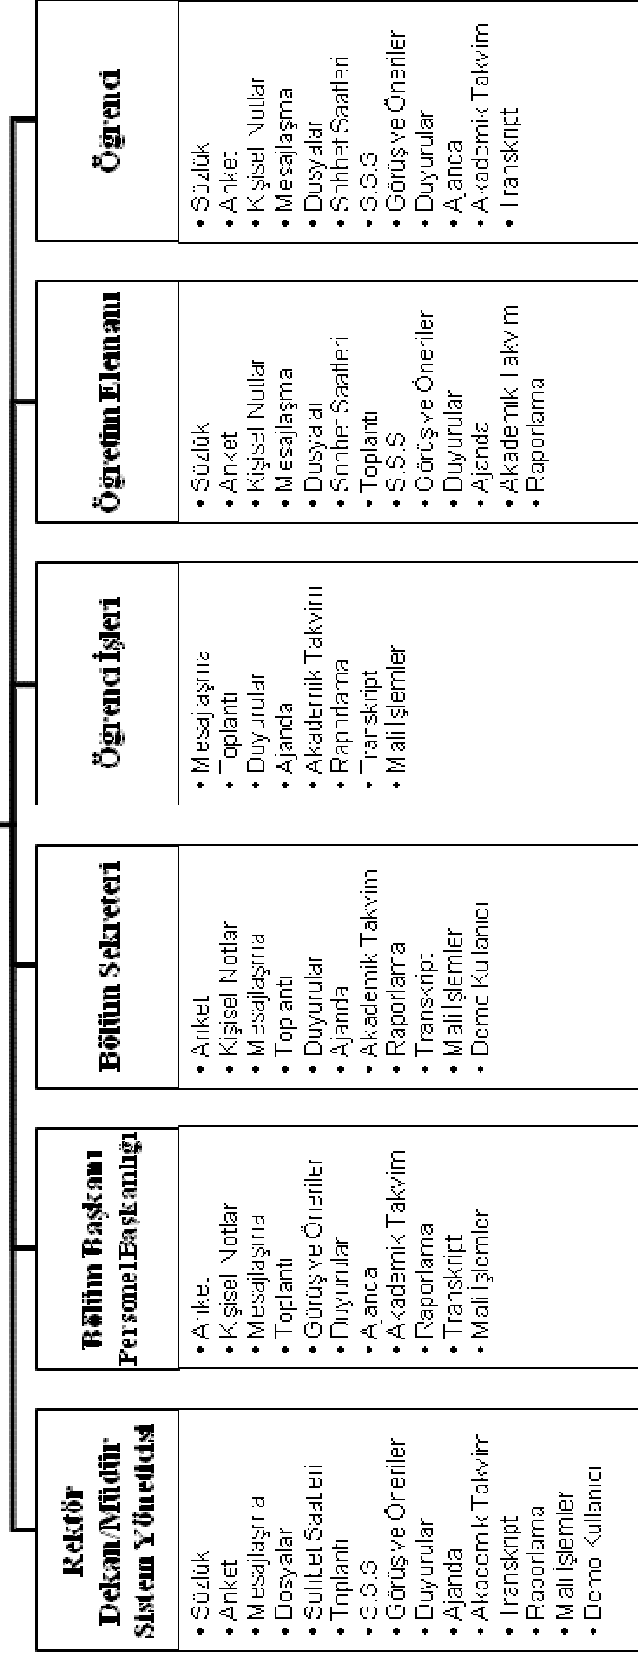 Rektör
Dekan/Müdür
Sistem Yöneticisi
• Sözlük
• Anket
• Mesajlaşma
• Dosyalar
• Sohbet Saatleri
• Toplantı
• S.S.S
• Görüş ve Öneriler
• Duyurular
• Ajanda
• Akademik Takvim
• Transkript
• Raporlama
• Mali İşlemler
• Demo Kullanıcı
Bölüm Başkanı
Personel Başkanlığı
• Anket
• Kişisel Notlar
• Mesajlaşma
• Toplantı
• Görüş ve Öneriler
• Duyurular
• Ajanda
• Akademik Takvim
• Raporlama
• Transkript
• Mali İşlemler
Bölüm Sekreteri
• Anket
• Kişisel Notlar
• Mesajlaşma
• Toplantı
• Duyurular
• Ajanda
• Akademik Takvim
• Raporlama
• Transkript
• Mali İşlemler
• Demo Kullanıcı
Öğrenci İşleri
• Mesajlaşma
• Toplantı
• Duyurular
• Ajanda
• Akademik Takvim
• Raporlama
• Transkript
• Mali İşlemler
Öğretim Elemanı
• Sözlük
• Anket
• Kişisel Notlar
• Mesajlaşma
• Dosyalar
• Sohbet Saatleri
• Toplantı
• S.S.S
• Görüş ve Öneriler
• Duyurular
• Ajanda
• Akademik Takvim
• Raporlama
Öğrenci
• Sözlük
• Anket
• Kişisel Notlar
• Mesajlaşma
• Dosyalar
• Sohbet Saatleri
• S.S.S
• Görüş ve Öneriler
• Duyurular
• Ajanda
• Akademik Takvim
• Transkript